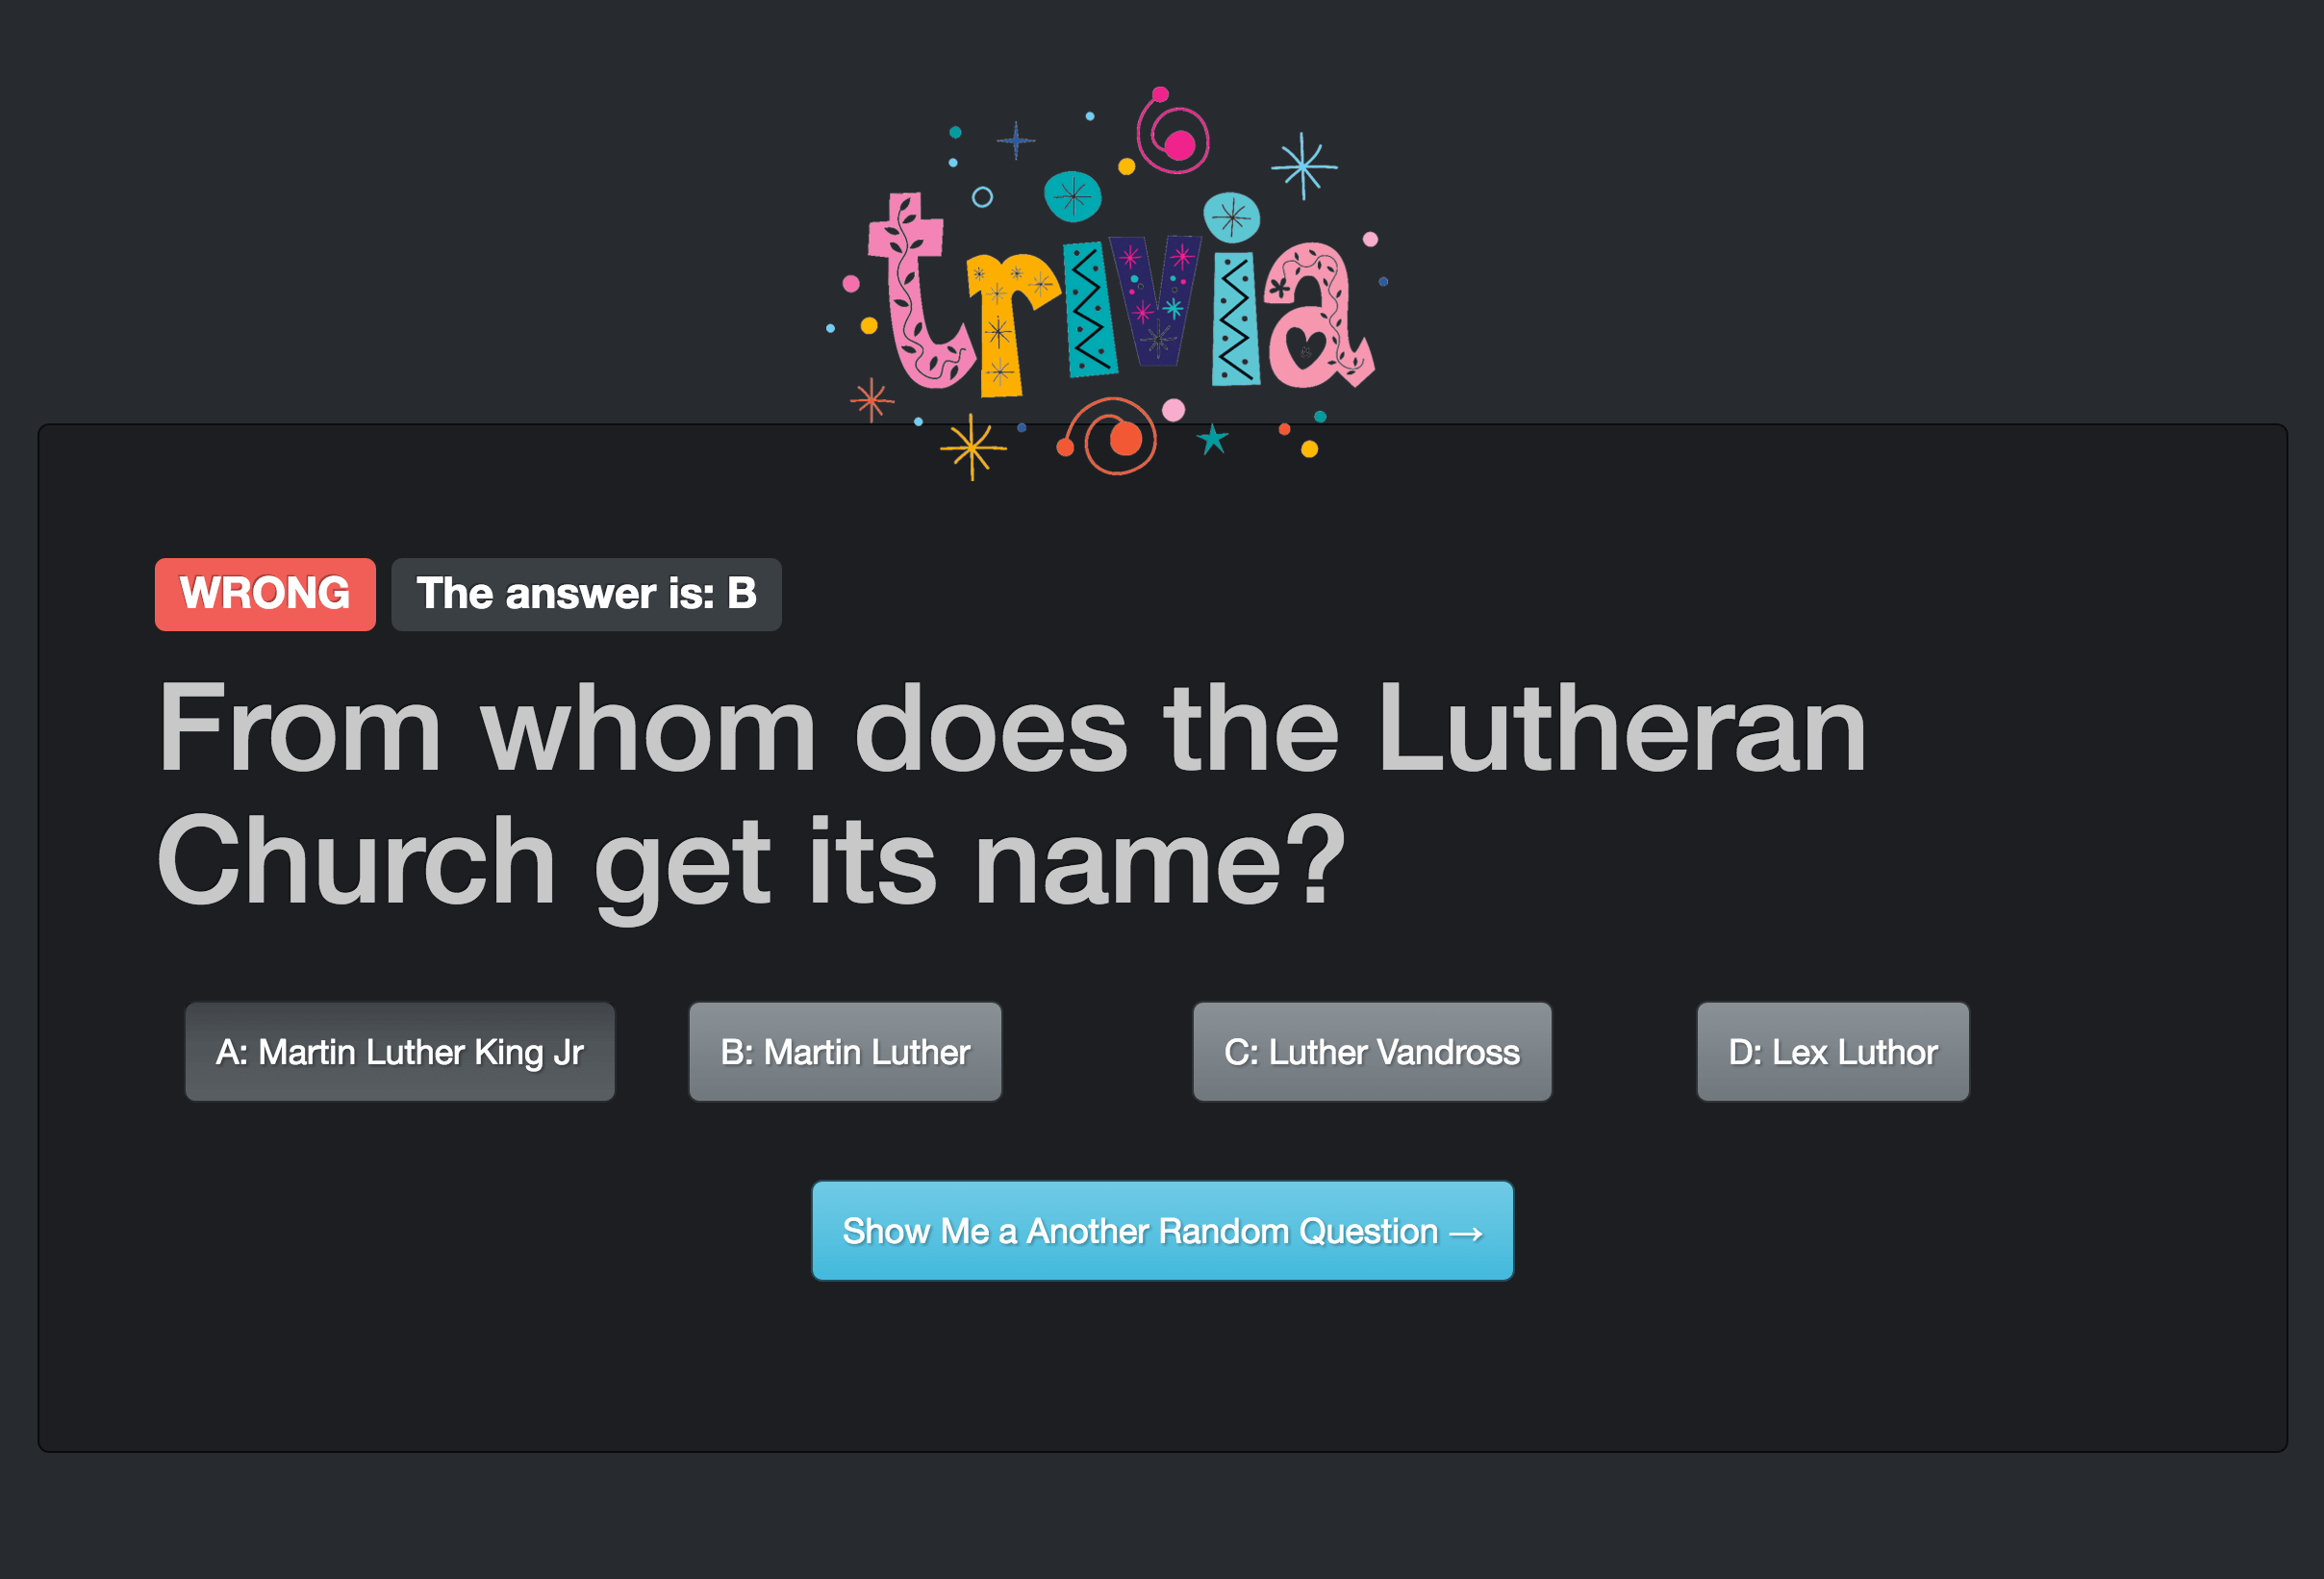 trivia
WRONG The answer is: B
From whom does the Lutheran
Church get its name?
A: Martin Luther King Jr B: Martin Luther C: Luther Vandross D: Lex Luthor
Show Me a Another Random Question →